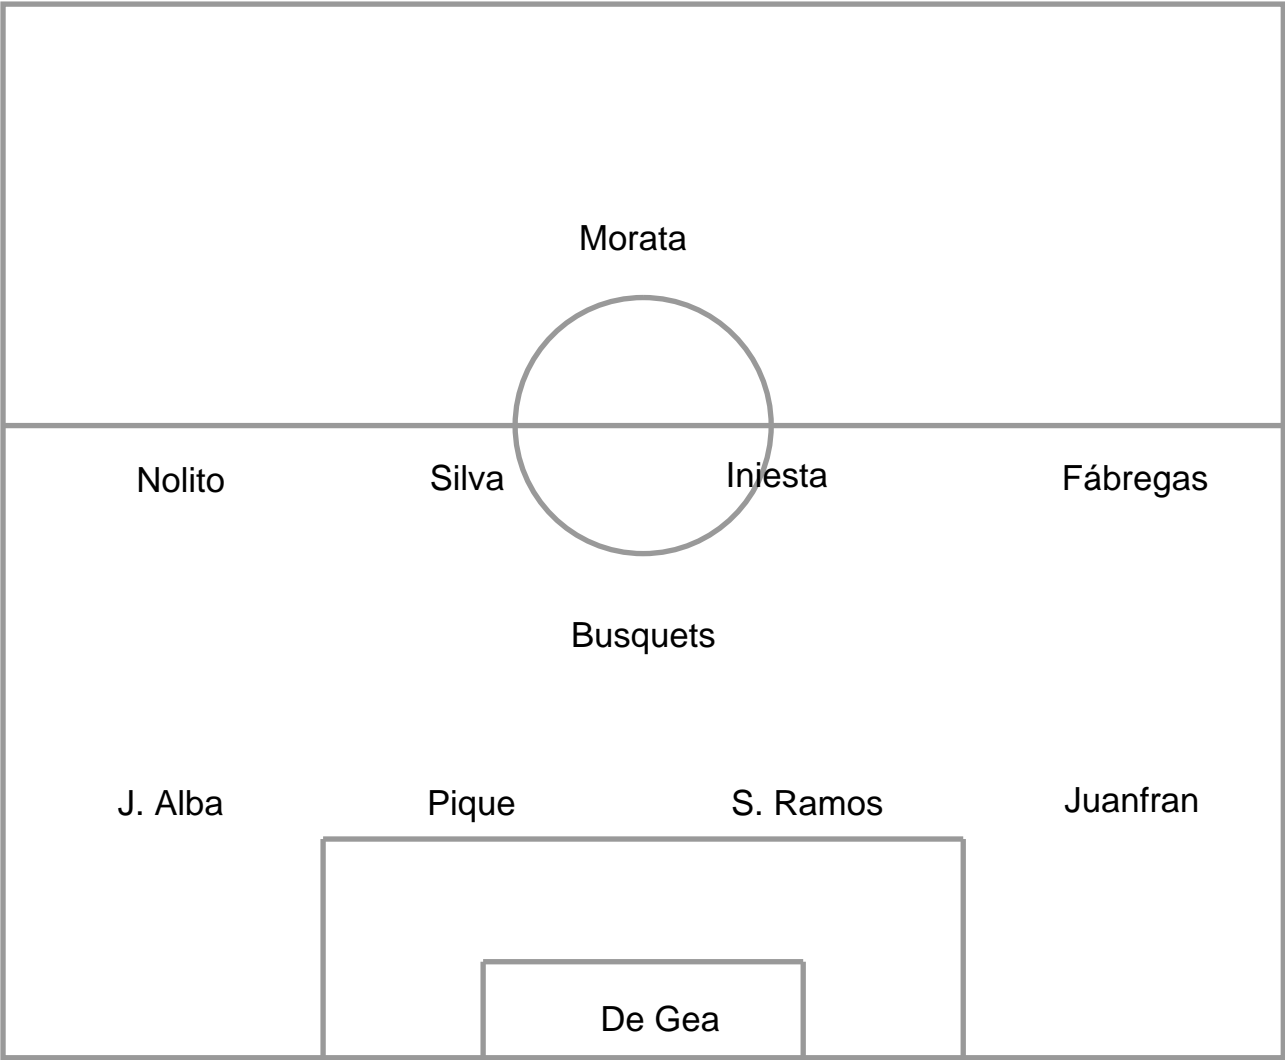 Morata
Nolito Silva Iniesta Fábregas
Busquets
J. Alba Pique S. Ramos Juanfran
De Gea